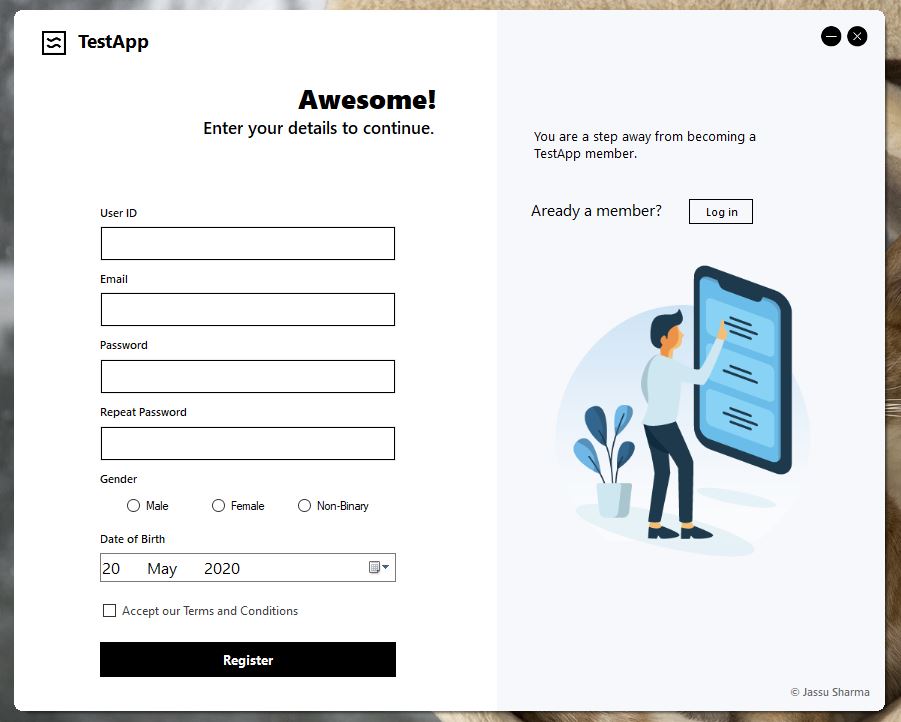 TestApp
Awesome!
Enter your details to continue.
User ID
Email
Password
Repeat Password
Gender
Male Female Non-Binary
Date of Birth
20 May 2020
Accept our Terms and Conditions
Register
You are a step away from becoming a
TestApp member.
Aready a member? Log in
© Jassu Sharma